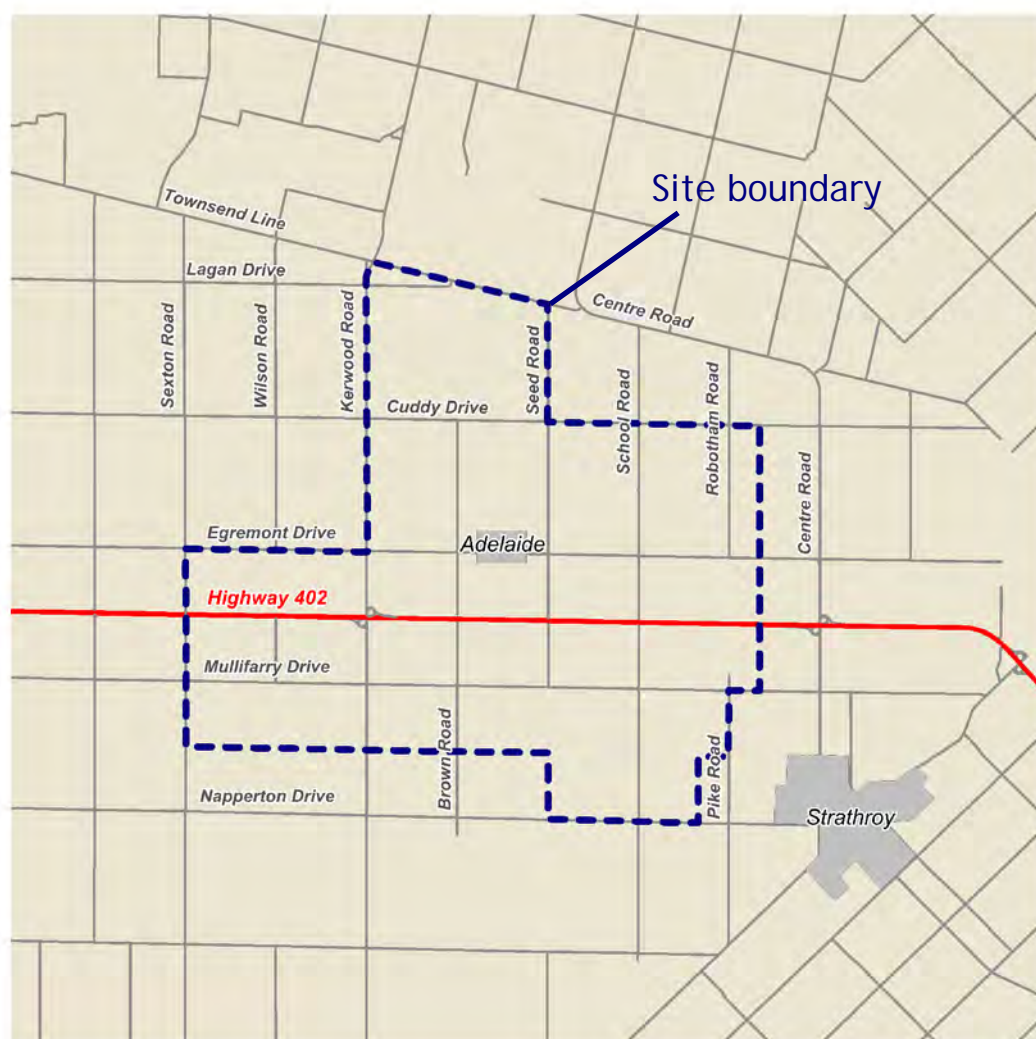 Site boundary
Townsend Line
Lagan Drive
Centre Road
Sexton Road
Wilson Road
Kerwood Road
Seed Road
Cuddy Drive
School Road
Robotham Road
Centre Road
Egremont Drive
Adelaide
Highway 402
Mullifarry Drive
Brown Road
Pike Road
Napperton Drive
Strathroy